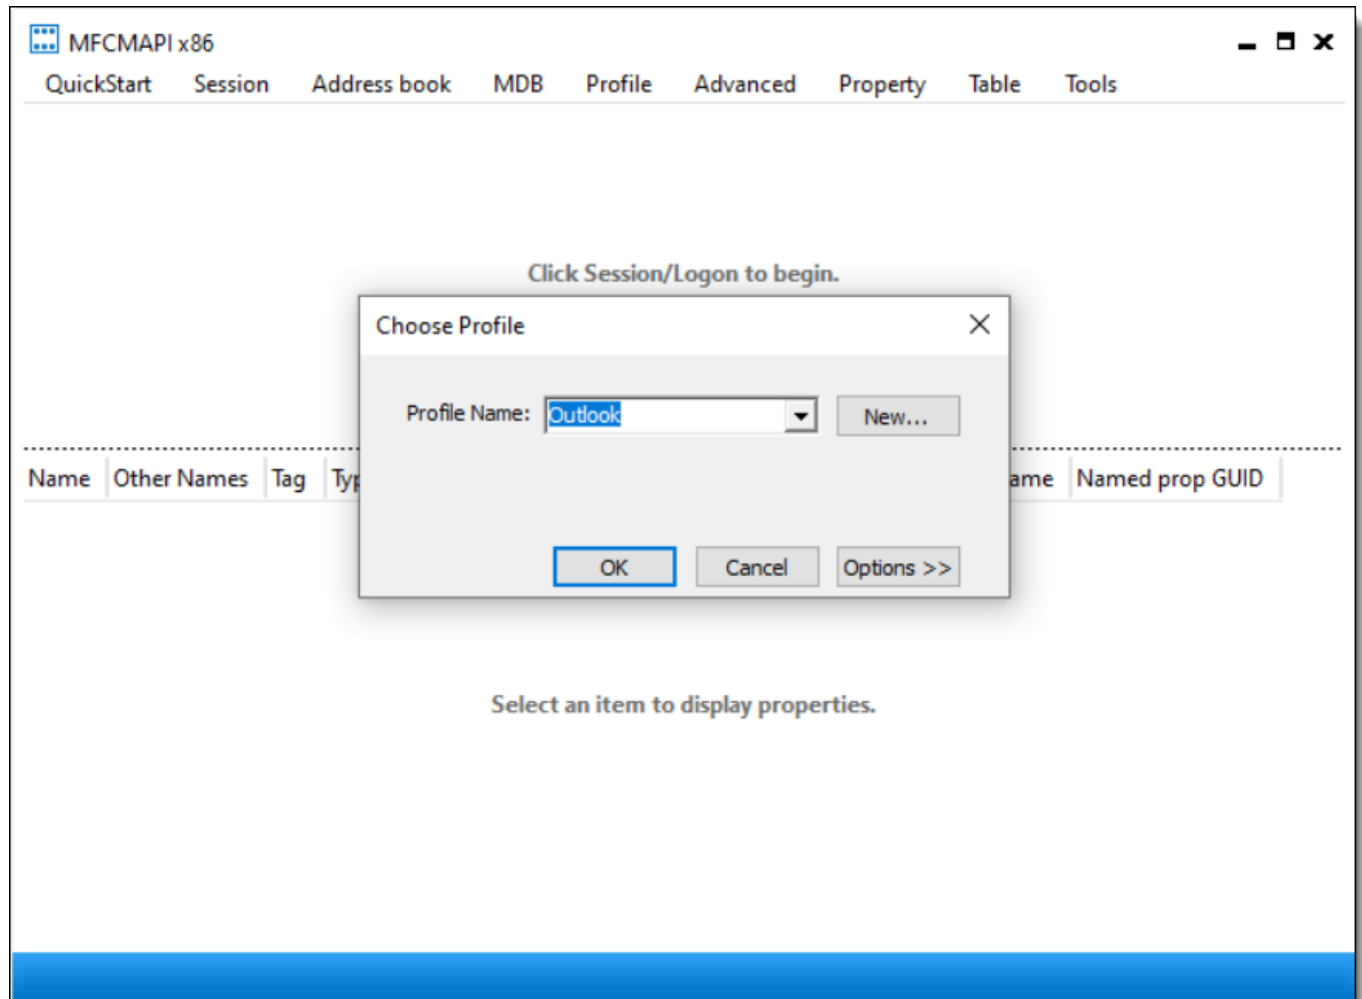 MFCMAPI x86
QuickStart Session Address book MDB Profile Advanced Property Table Tools
Click Session/Logon to begin.
Choose Profile
Profile Name: Outlook New...
Name Other Names Tag Typ ame Named prop GUID
OK Cancel Options >>
Select an item to display properties.